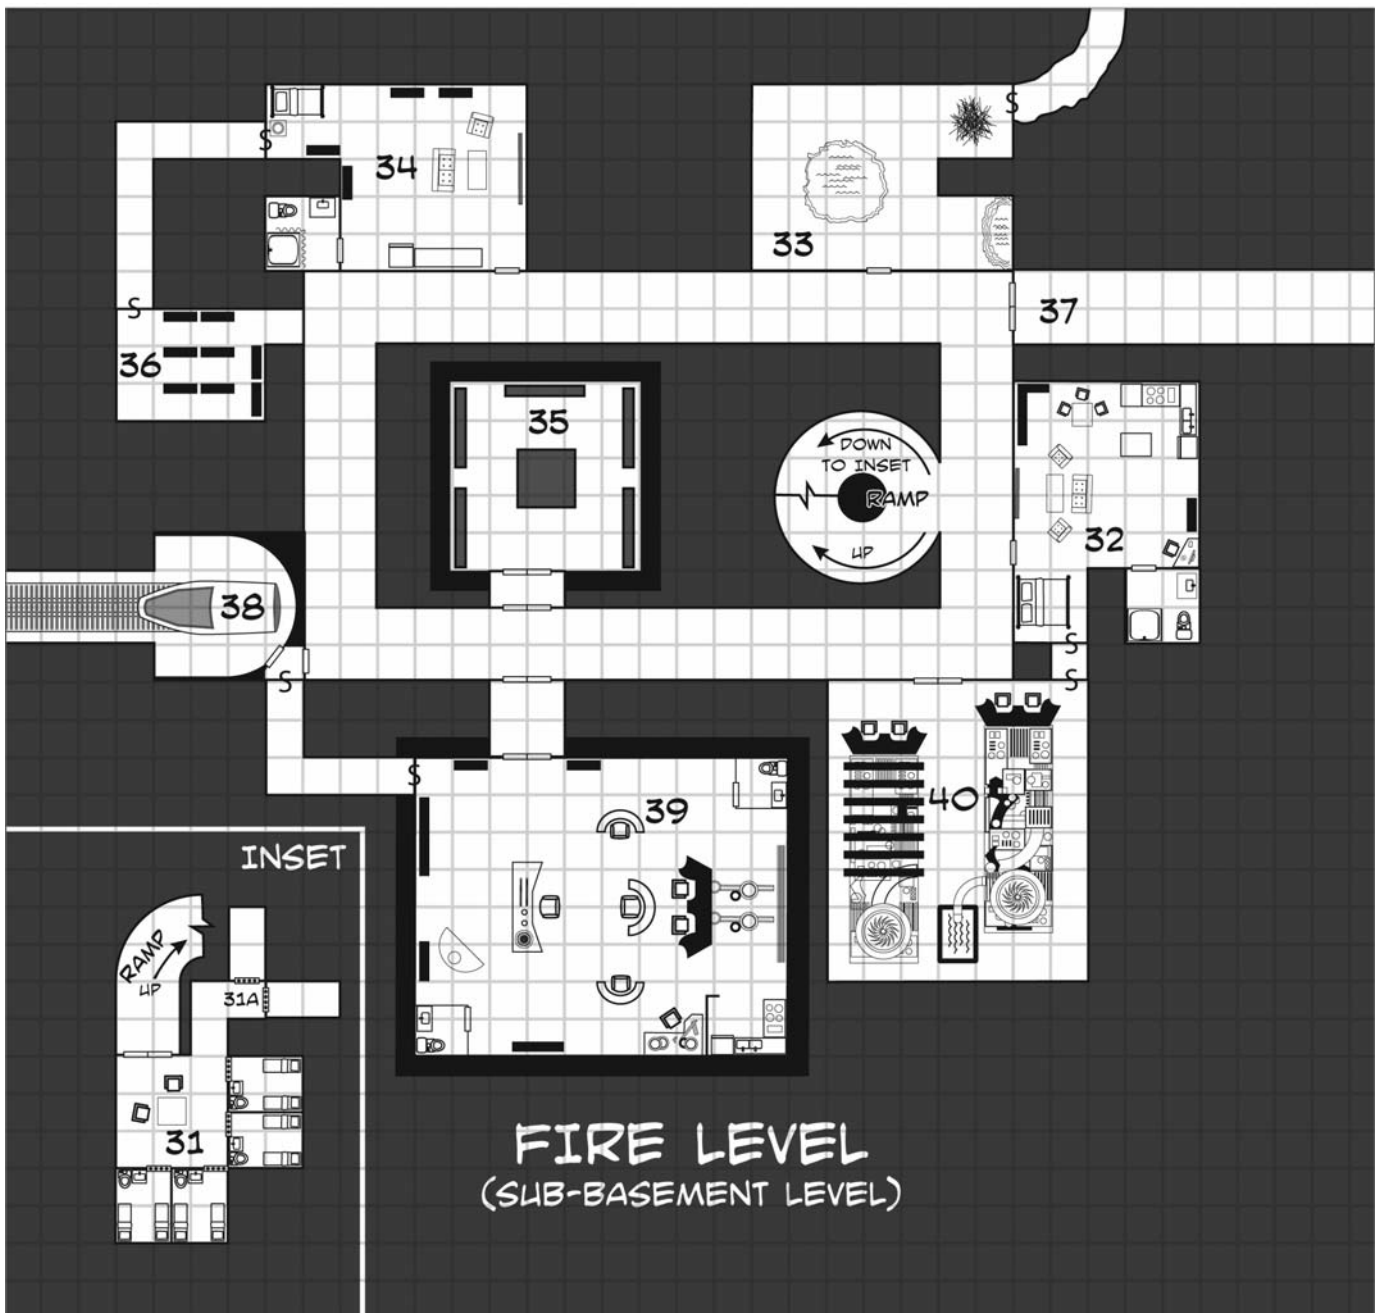 S
S
34
33
S
37
36
35
DOWN
TO INSET
RAMP
UP
32
38
S
S
S
S
39
40
INSET
RAMP
UP
31A
31
FIRE LEVEL
(SUB-BASEMENT LEVEL)